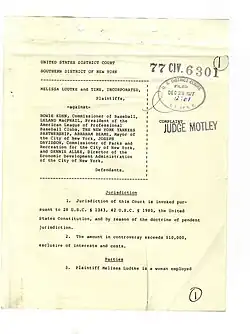 UNITED STATES DISTRICT COURT
SOUTHERN DISTRICT OF NEW YORK
77 CIV. 6301
MELISSA LUDTKE and TIME, INCORPORATED,
Plaintiffs,
-against-
BOWIE KUHN, Commissioner of Baseball,
LELAND MacPHAIL, President of the
American League of Professional
Baseball Clubs, THE NEW YORK YANKEES
PARTNERSHIP, ABRAHAM BEAME, Mayor of
the City of New York, JOSEPH
DAVIDSON, Commissioner of Parks and
Recreation for the City of New York,
and DENNIS ALLEE, Director of the
Economic Development Administration
of the City of New York,
Defendants.
FILED
COMPLAINT
JUDGE MOTLEY
Jurisdiction
1. Jurisdiction of this Court is invoked pur-
suant to 28 U.S.C. § 1343, 42 U.S.C. § 1983, the United
States Constitution, and by reason of the doctrine of pendent
jurisdiction.
2. The amount in controversy exceeds $10,000,
exclusive of interests and costs.
Parties
3. Plaintiff Melissa Ludtke is a woman employed
1